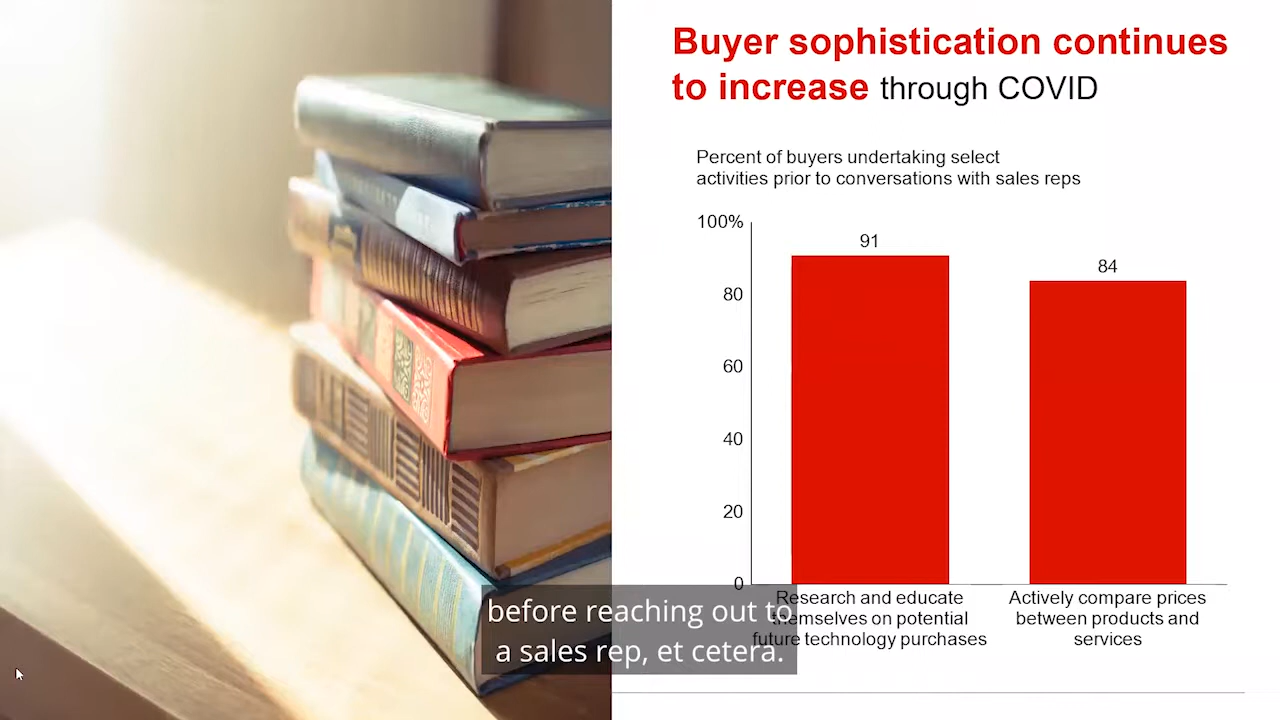 Buyer sophistication continues
to increase through COVID
Percent of buyers undertaking select
activities prior to conversations with sales reps
100%
80
60
40
20
0
91
84
Research and educate
themselves on potential
future technology purchases
Actively compare prices
between products and
services
before reaching out to
a sales rep, et cetera.